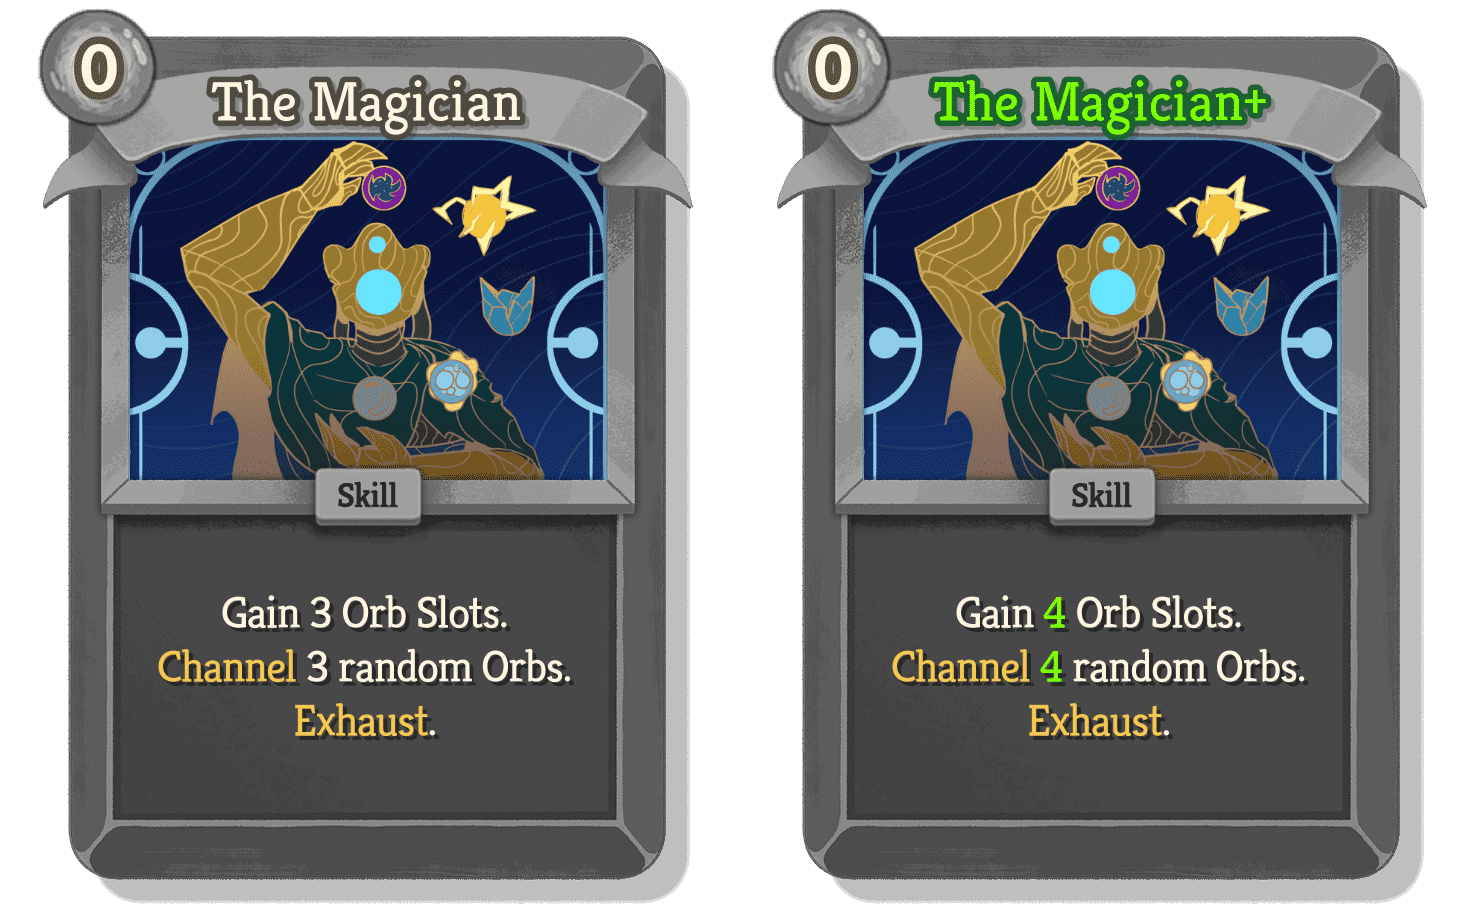 0
The Magician
Skill
Gain 3 Orb Slots.
Channel 3 random Orbs.
Exhaust.
0
The Magician+
Skill
Gain 4 Orb Slots.
Channel 4 random Orbs.
Exhaust.